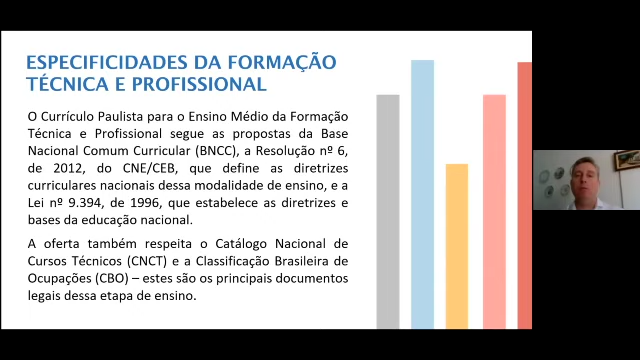 ESPECIFICIDADES DA FORMAÇÃO
TÉCNICA E PROFISSIONAL
O Currículo Paulista para o Ensino Médio da Formação
Técnica e Profissional segue as propostas da Base
Nacional Comum Curricular (BNCC), a Resolução nº 6,
de 2012, do CNE/CEB, que define as diretrizes
curriculares nacionais dessa modalidade de ensino, e a
Lei nº 9.394, de 1996, que estabelece as diretrizes e
bases da educação nacional.
A oferta também respeita o Catálogo Nacional de
Cursos Técnicos (CNCT) e a Classificação Brasileira de
Ocupações (CBO) – estes são os principais documentos
legais dessa etapa de ensino.